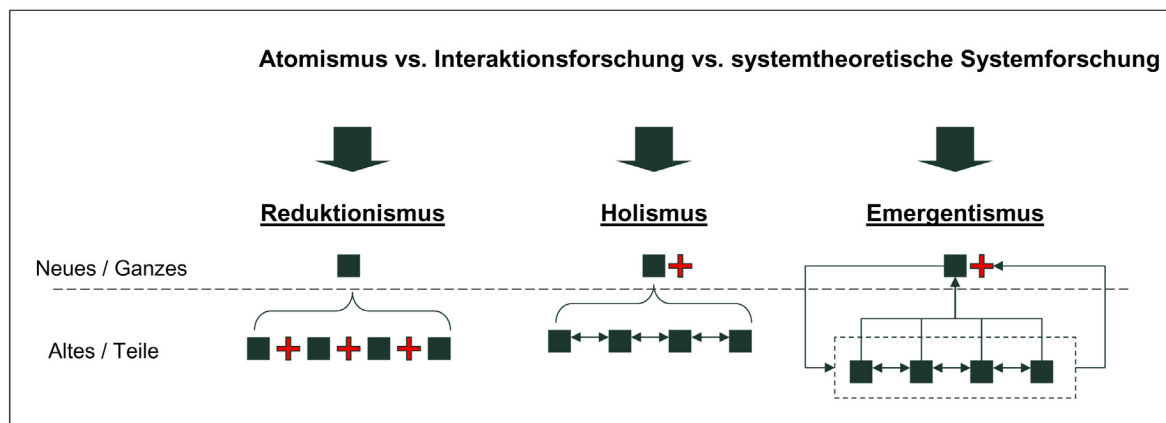 Atomismus vs. Interaktionsforschung vs. systemtheoretische Systemforschung
Reduktionismus
Holismus
Emergentismus
Neues / Ganzes
Altes / Teile